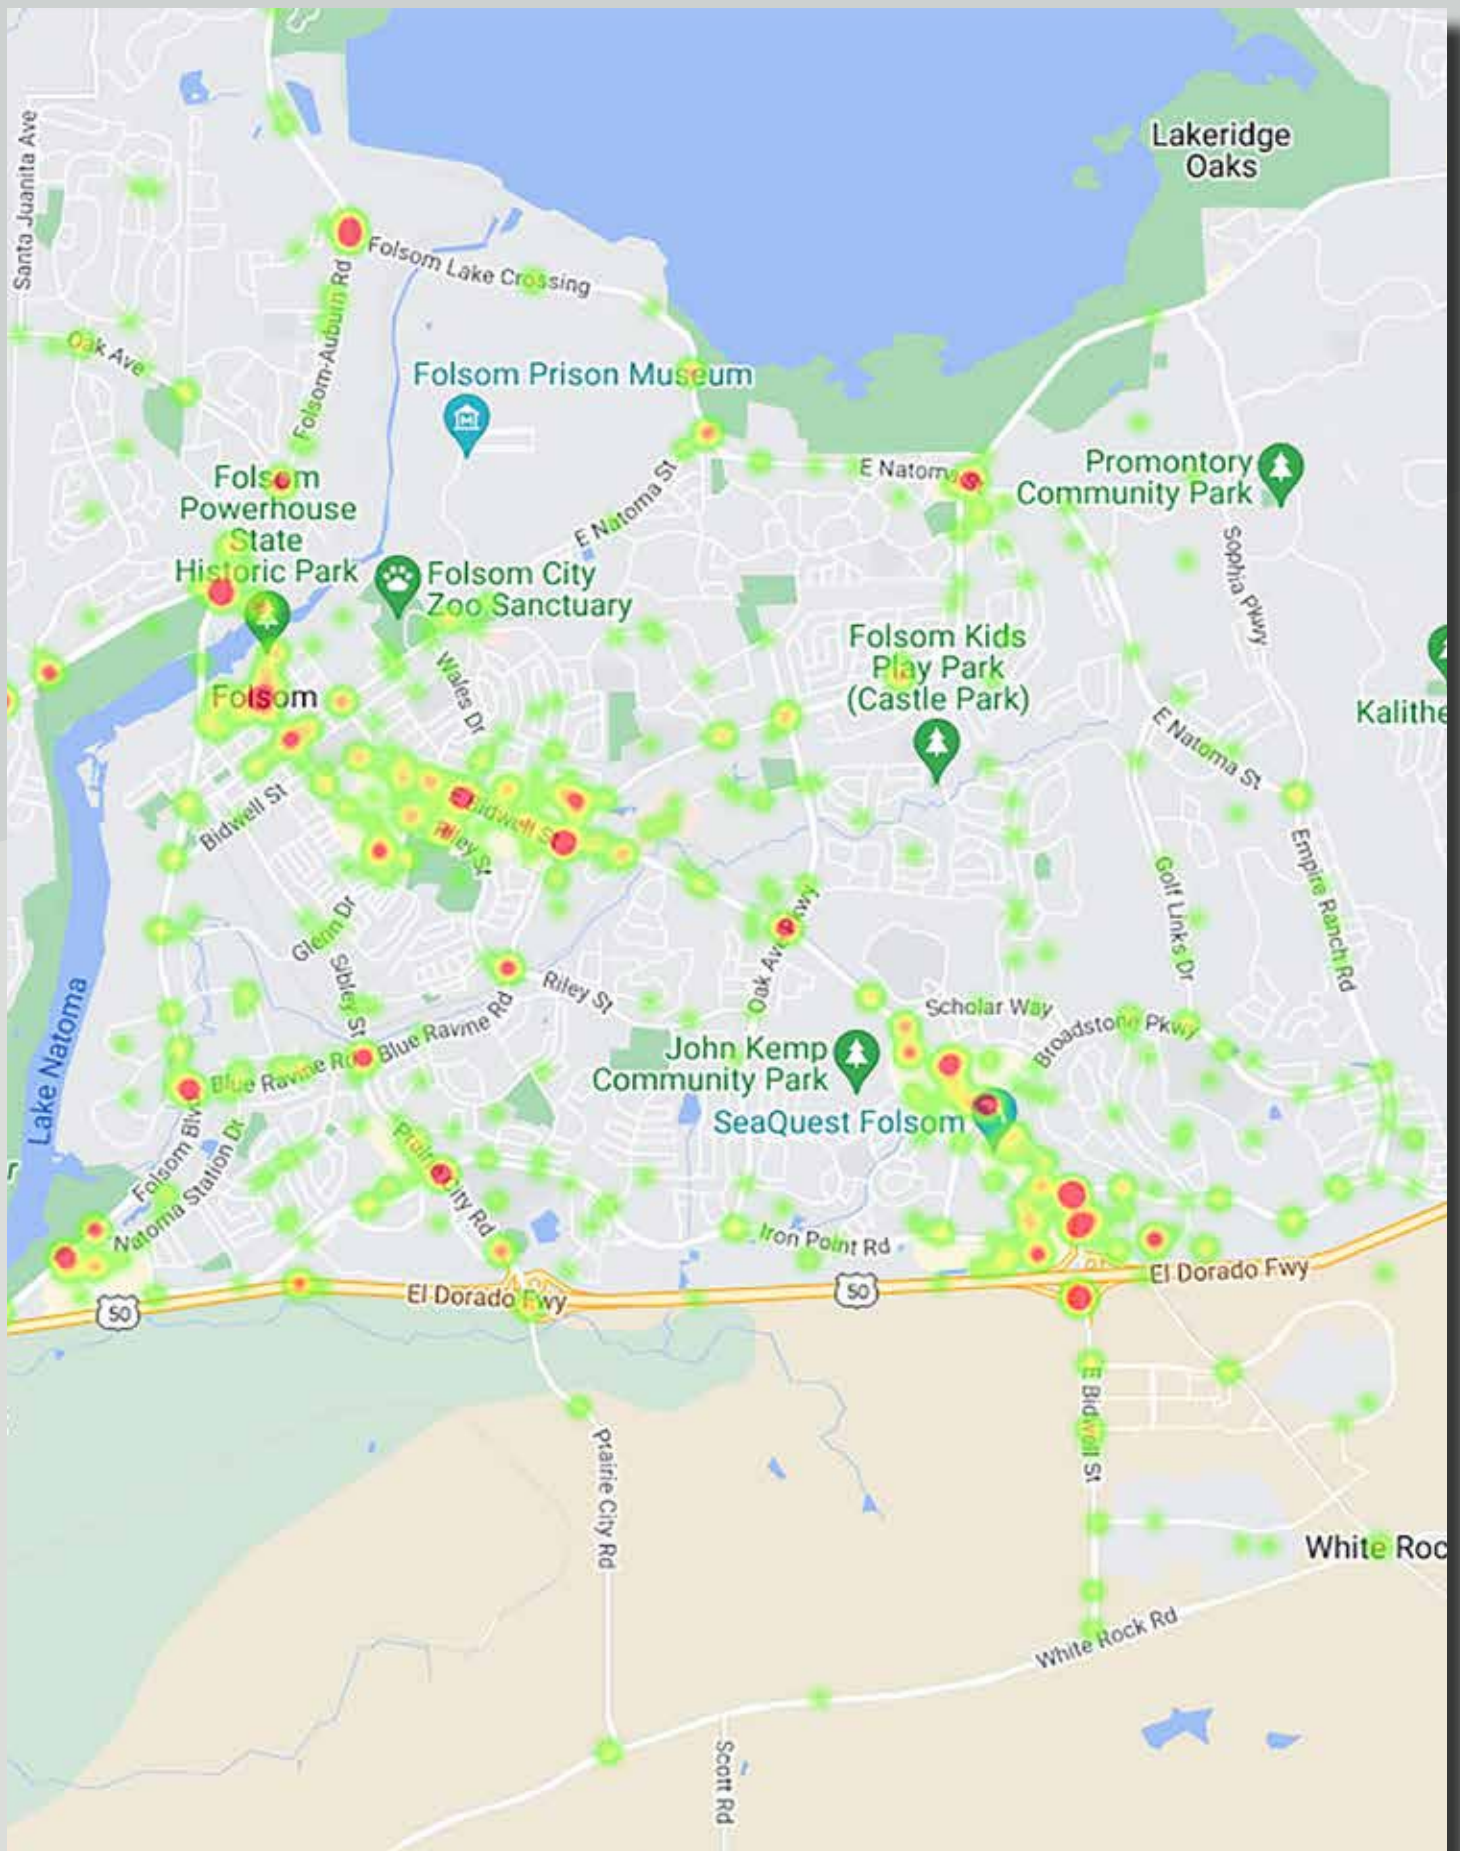 Santa Juanita Ave
Lakeridge
Oaks
Folsom Lake Crossing
Oak Ave
Folsom-Auburn Rd
Folsom Prison Museum
E Natoma St
E Natoma St
Promontory
Community Park
Folsom
Powerhouse
State
Historic Park
Folsom City
Zoo Sanctuary
Sophia Pkwy
Folsom Kids
Play Park
(Castle Park)
Wales Dr
Folsom
Kalithe
E Natoma St
Bidwell St
E Bidwell St
Riley St
Empire Ranch Rd
Golf Links Dr
Glenn Dr
Sibley St
Oak Ave Pkwy
Riley St
Lake Natoma
Scholar Way
Broadstone Pkwy
Blue Ravine Rd
Blue Ravine Rd
John Kemp
Community Park
SeaQuest Folsom
Folsom Blv
Natoma Station Dr
Prairie City Rd
r
Iron Point Rd
El Dorado Fwy
50
El Dorado Fwy
50
E Bidwell St
Prairie City Rd
White Roc
White Rock Rd
Scott Rd